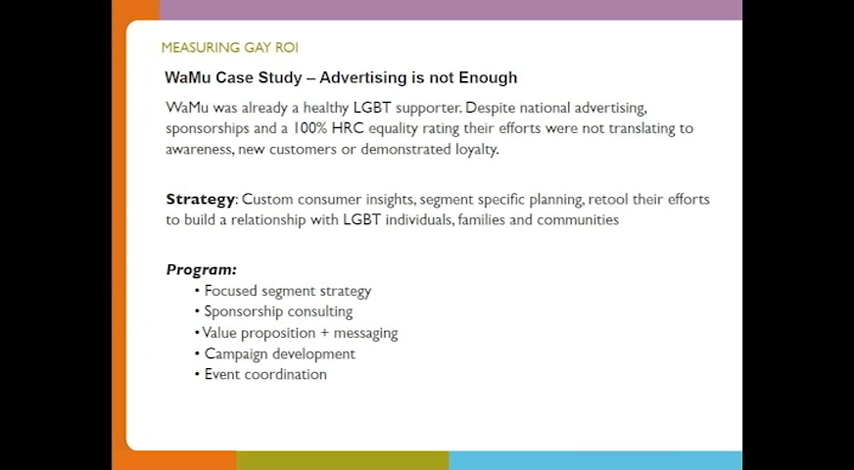 MEASURING GAY ROI
WaMu Case Study – Advertising is not Enough
WaMu was already a healthy LGBT supporter. Despite national advertising,
sponsorships and a 100% HRC equality rating their efforts were not translating to
awareness, new customers or demonstrated loyalty.
Strategy: Custom consumer insights, segment specific planning, retool their efforts
to build a relationship with LGBT individuals, families and communities
Program:
• Focused segment strategy
• Sponsorship consulting
• Value proposition + messaging
• Campaign development
• Event coordination